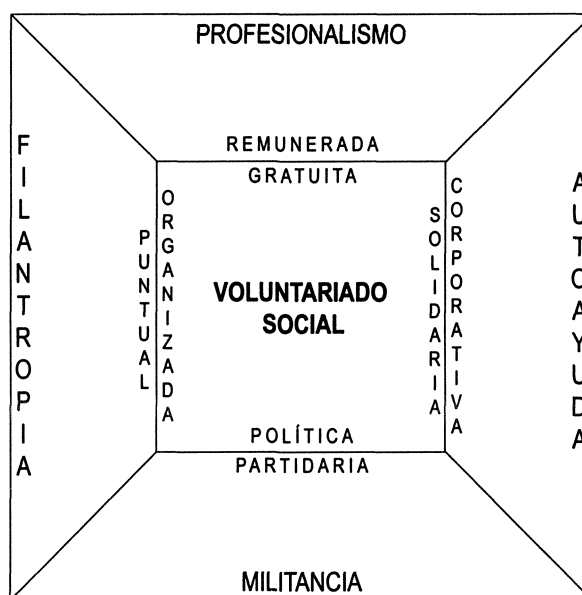 PROFESIONALISMO
REMUNERADA
GRATUITA
FILANTROPIA
PUNTUAL
ORGANIZADA
VOLUNTARIADO
SOCIAL
SOLIDARIA
CORPORATIVA
AUTOAYUDA
POLÍTICA
PARTIDARIA
MILITANCIA